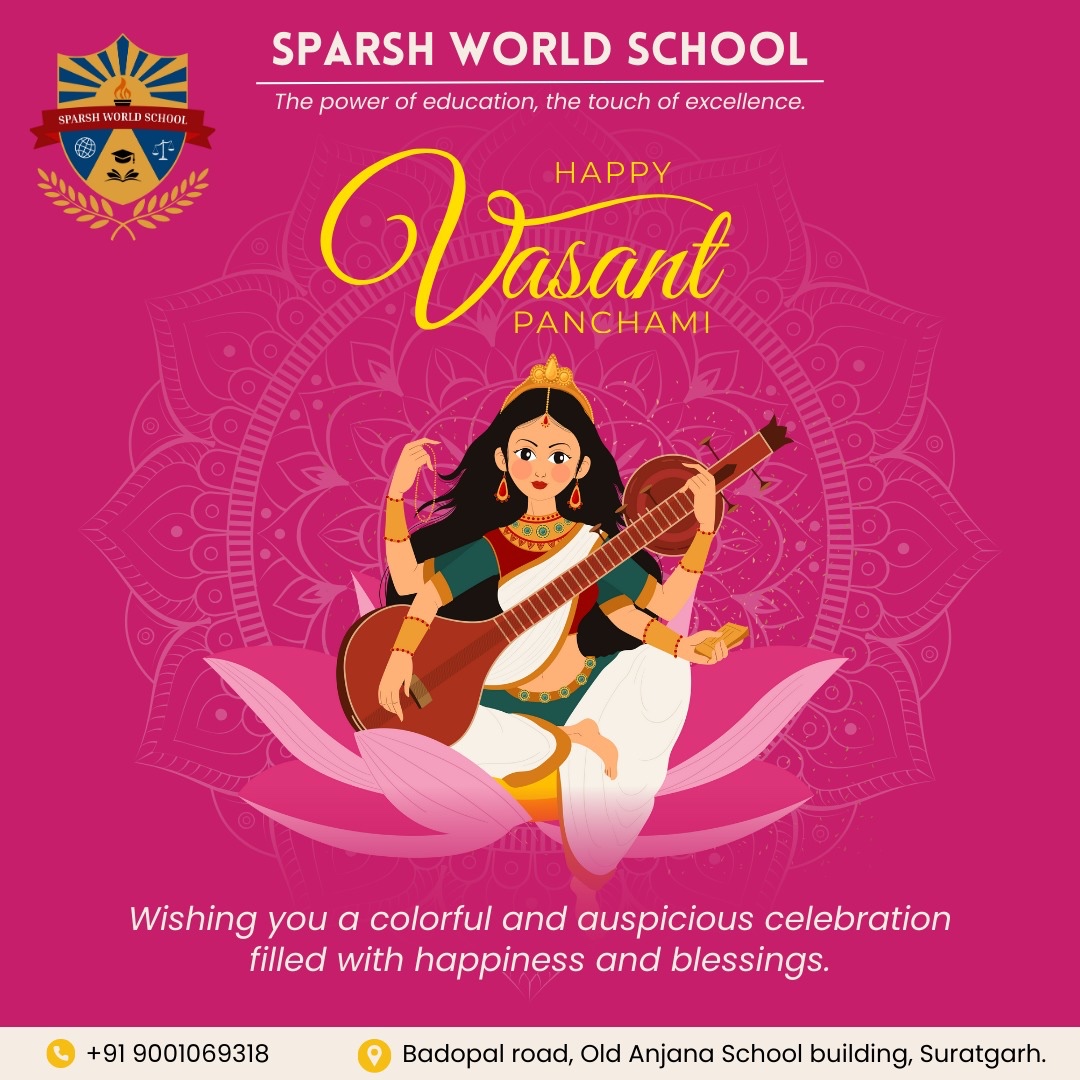 SPARSH WORLD SCHOOL
The power of education, the touch of excellence.
SPARSH WORLD SCHOOL
HAPPY
Vasant
PANCHAMI
Wishing you a colorful and auspicious celebration
filled with happiness and blessings.
+91 9001069318
Badopal road, Old Anjana School building, Suratgarh.